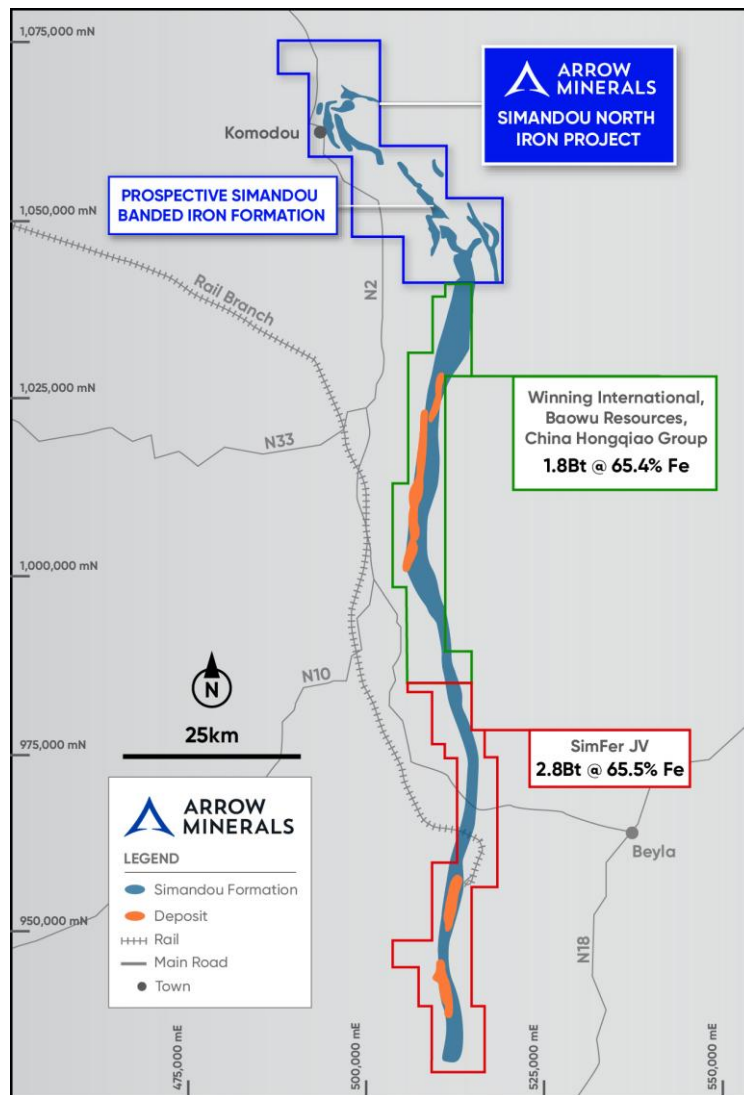 1,075,000 mN
ARROW
MINERALS
SIMANDOU NORTH
IRON PROJECT
Komodou
PROSPECTIVE SIMANDOU
BANDED IRON FORMATION
1,050,000 mN
Rail Branch
N2
1,025,000 mN
Winning International,
Baowu Resources,
China Hongqiao Group
1.8Bt @ 65.4% Fe
N33
1,000,000 mN
N
N10
25km
975,000 mN
SimFer JV
2.8Bt @ 65.5% Fe
ARROW
MINERALS
LEGEND
Simandou Formation
Deposit
Rail
Main Road
Town
Beyla
950,000 mN
N18
475,000 mE
500,000 mE
525,000 mE
550,000 mE